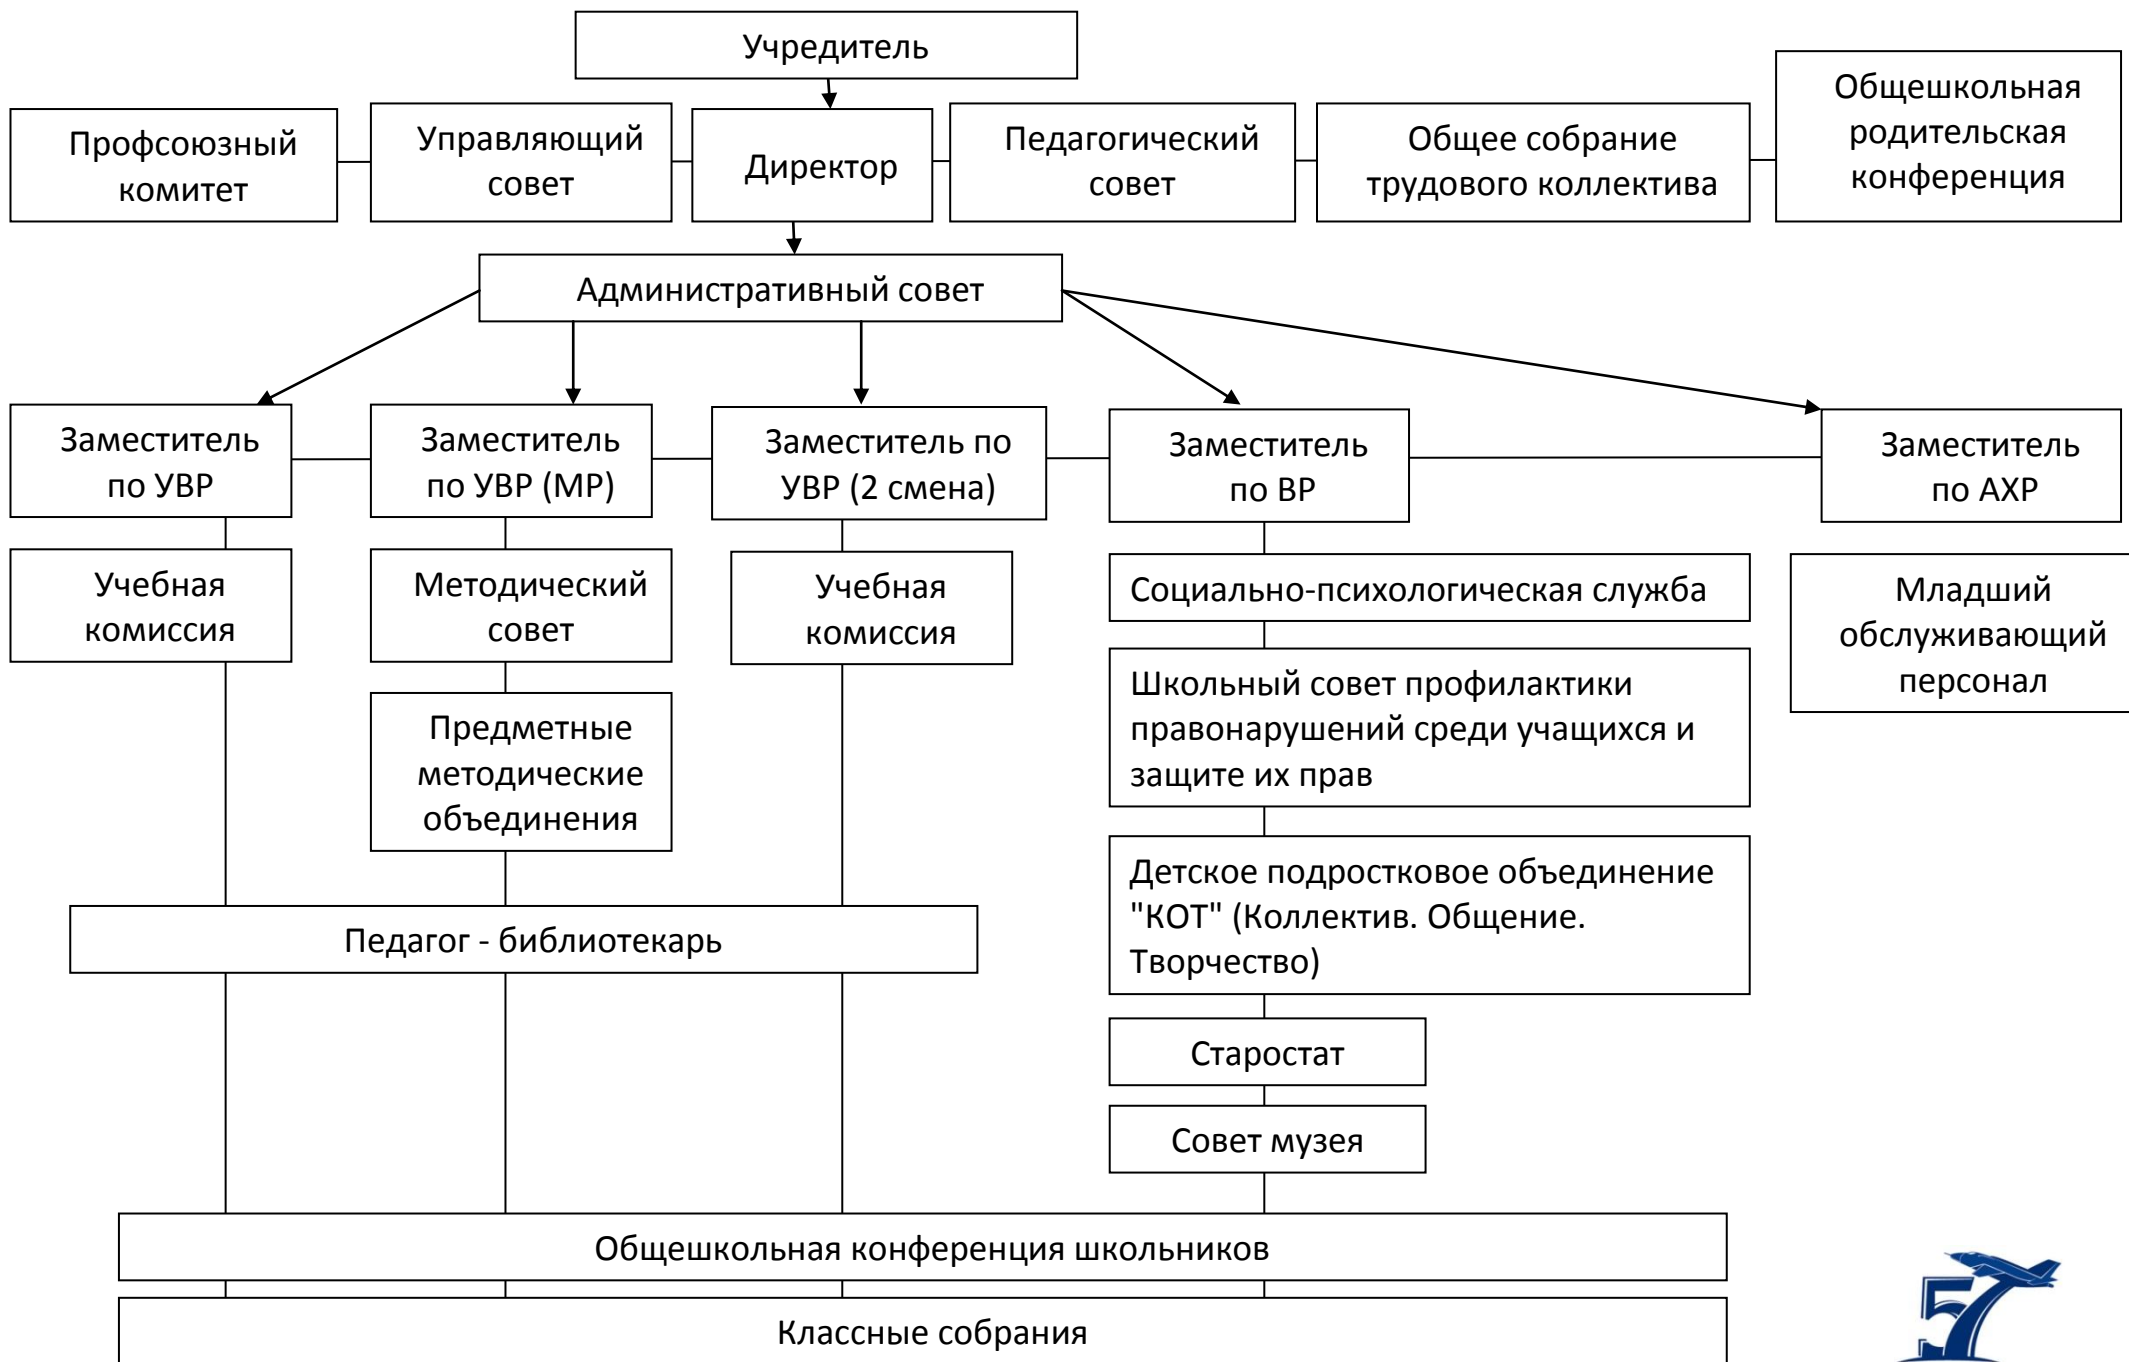 Учредитель
Профсоюзный
комитет
Управляющий
совет
Директор
Педагогический
совет
Общее собрание
трудового коллектива
Общешкольная
родительская
конференция
Административный совет
Заместитель
по УВР
Заместитель
по УВР (МР)
Заместитель по
УВР (2 смена)
Заместитель
по ВР
Заместитель
по АХР
Учебная
комиссия
Методический
совет
Учебная
комиссия
Социально-психологическая служба
Младший
обслуживающий
персонал
Школьный совет профилактики
правонарушений среди учащихся и
защите их прав
Предметные
методические
объединения
Детское подростковое объединение
"КОТ" (Коллектив. Общение.
Творчество)
Педагог - библиотекарь
Старостат
Совет музея
Общешкольная конференция школьников
Классные собрания
57